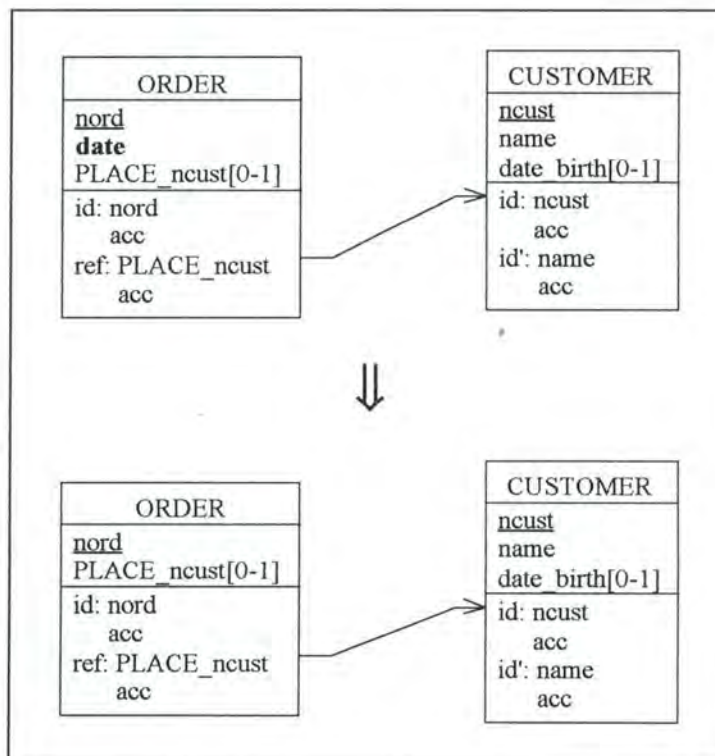 ORDER
nord
date
PLACE_ncust[0-1]
id: nord
acc
ref: PLACE_ncust
acc
CUSTOMER
ncust
name
date_birth[0-1]
id: ncust
acc
id': name
acc
ORDER
nord
PLACE_ncust[0-1]
id: nord
acc
ref: PLACE_ncust
acc
CUSTOMER
ncust
name
date_birth[0-1]
id: ncust
acc
id': name
acc